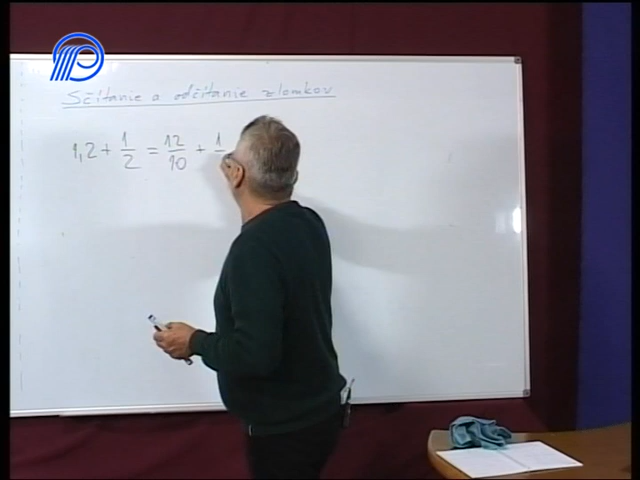 Sčítanie a odčítanie zlomkov
1,2 + 1/2 = 12/10 + 1